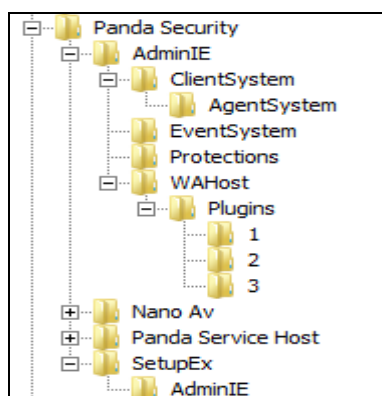 Panda Security
AdminIE
ClientSystem
AgentSystem
EventSystem
Protections
WAHost
Plugins
1
2
3
Nano Av
Panda Service Host
SetupEx
AdminIE